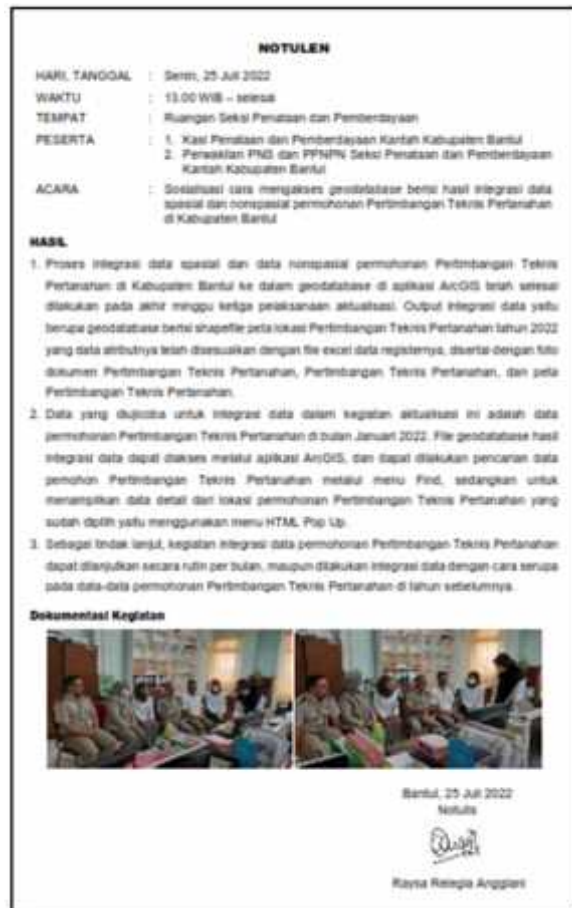 NOTULEN
HARI, TANGGAL : Senin, 25 Juli 2022
WAKTU : 13.00 WIB – selesai
TEMPAT : Ruangan Seksi Penataan dan Pemberdayaan
PESERTA : 1. Kasi Penataan dan Pemberdayaan Kantah Kabupaten Bantul
2. Perwakilan PNS dan PPNPN Seksi Penataan dan Pemberdayaan
Kantah Kabupaten Bantul
ACARA : Sosialisasi cara mengakses geodatabase berisi hasil integrasi data
spasial dan nonspasial permohonan Pertimbangan Teknis Pertanahan
di Kabupaten Bantul
HASIL
1. Proses integrasi data spasial dan data nonspasial permohonan Pertimbangan Teknis
Pertanahan di Kabupaten Bantul ke dalam geodatabase di aplikasi ArcGIS telah selesai
dilakukan pada akhir minggu ketiga pelaksanaan aktualisasi. Output integrasi data yaitu
berupa geodatabase berisi shapefile peta lokasi Pertimbangan Teknis Pertanahan tahun 2022
yang data atributnya telah disesuaikan dengan file excel data registernya, disertai dengan foto
dokumen Pertimbangan Teknis Pertanahan, Pertimbangan Teknis Pertanahan, dan peta
Pertimbangan Teknis Pertanahan.
2. Data yang diujicoba untuk integrasi data dalam kegiatan aktualisasi ini adalah data
permohonan Pertimbangan Teknis Pertanahan di bulan Januari 2022. File geodatabase hasil
integrasi data dapat diakses melalui aplikasi ArcGIS, dan dapat dilakukan pencarian data
pemohon Pertimbangan Teknis Pertanahan melalui menu Find, sedangkan untuk
menampilkan data detail dari lokasi permohonan Pertimbangan Teknis Pertanahan yang
sudah dipilih yaitu menggunakan menu HTML Pop Up.
3. Sebagai tindak lanjut, kegiatan integrasi data permohonan Pertimbangan Teknis Pertanahan
dapat dilanjutkan secara rutin per bulan, maupun dilakukan integrasi data dengan cara serupa
pada data-data permohonan Pertimbangan Teknis Pertanahan di tahun sebelumnya.
Dokumentasi Kegiatan
Bantul, 25 Juli 2022
Notulis
Raysa Relegia Anggiani